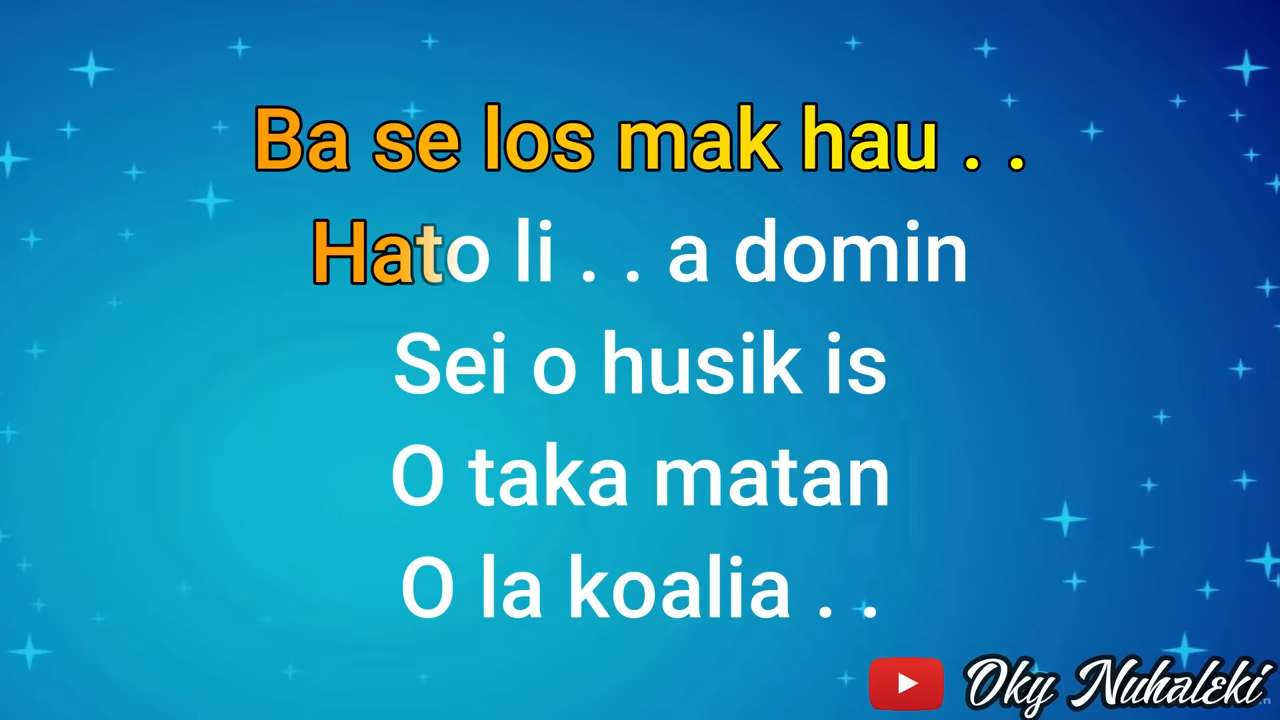 Ba se los mak hau . .
Hato li . . a domin
Sei o husik is
O taka matan
O la koalia . .
Oky Nuhaleki